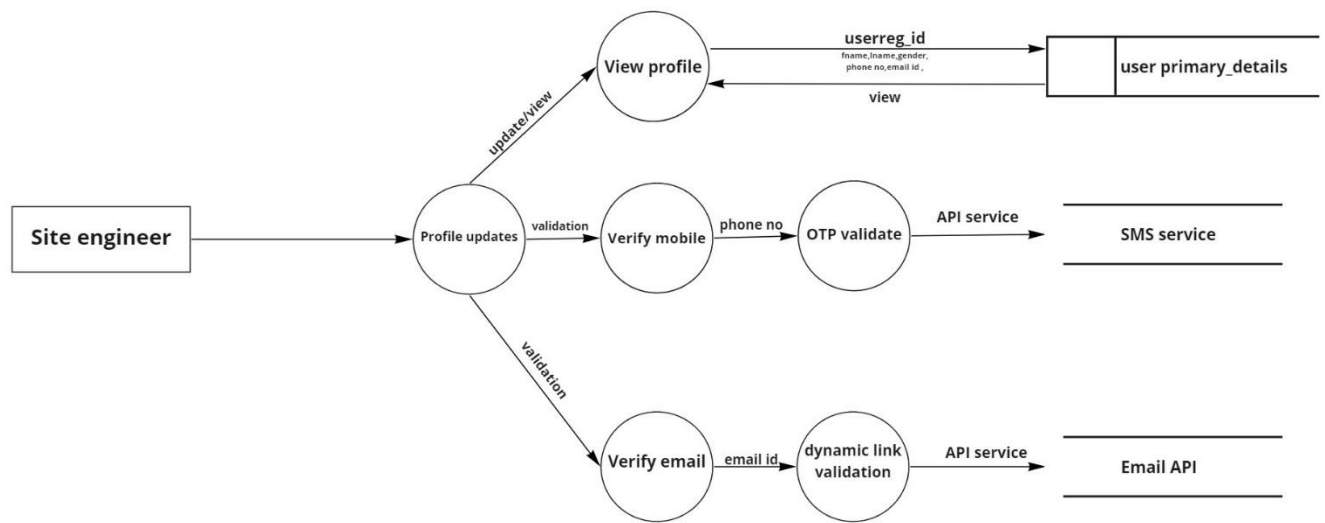 userreg_id
fname,lname,gender,
phone no,email id ,
view
View profile
user primary_details
update/view
Site engineer
Profile updates
validation
Verify mobile
phone no
OTP validate
API service
SMS service
validation
Verify email
email id
dynamic link
validation
API service
Email API